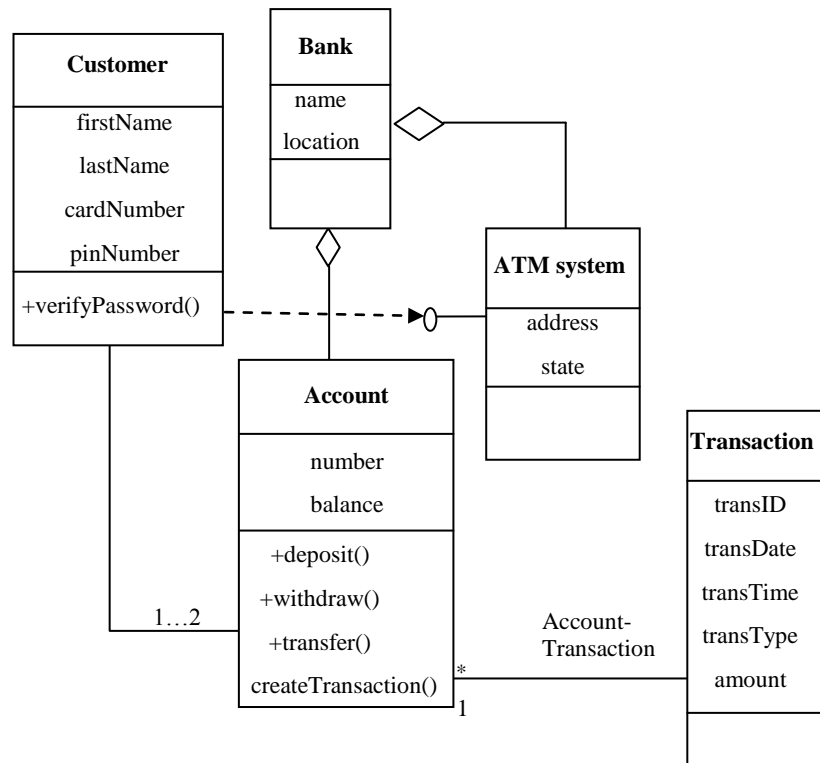 Customer
firstName
lastName
cardNumber
pinNumber
+verifyPassword()
Bank
name
location
ATM system
address
state
Account
number
balance
+deposit()
+withdraw()
+transfer()
createTransaction()
1…2
Account-
Transaction
*
1
Transaction
transID
transDate
transTime
transType
amount